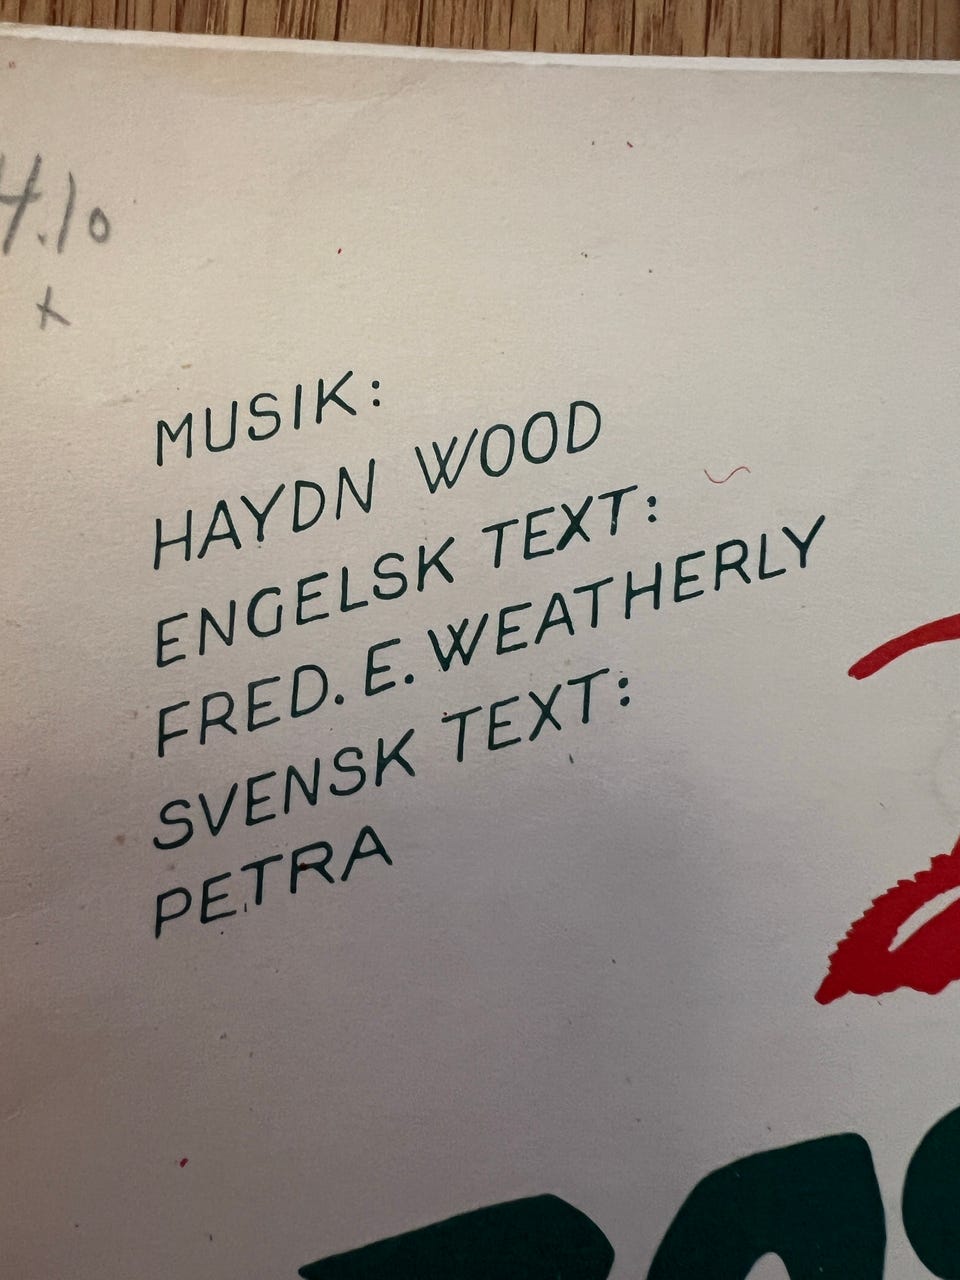 4.10
x
MUSIK:
HAYDN WOOD
ENGELSK TEXT:
FRED. E. WEATHERLY
SVENSK TEXT:
PETRA